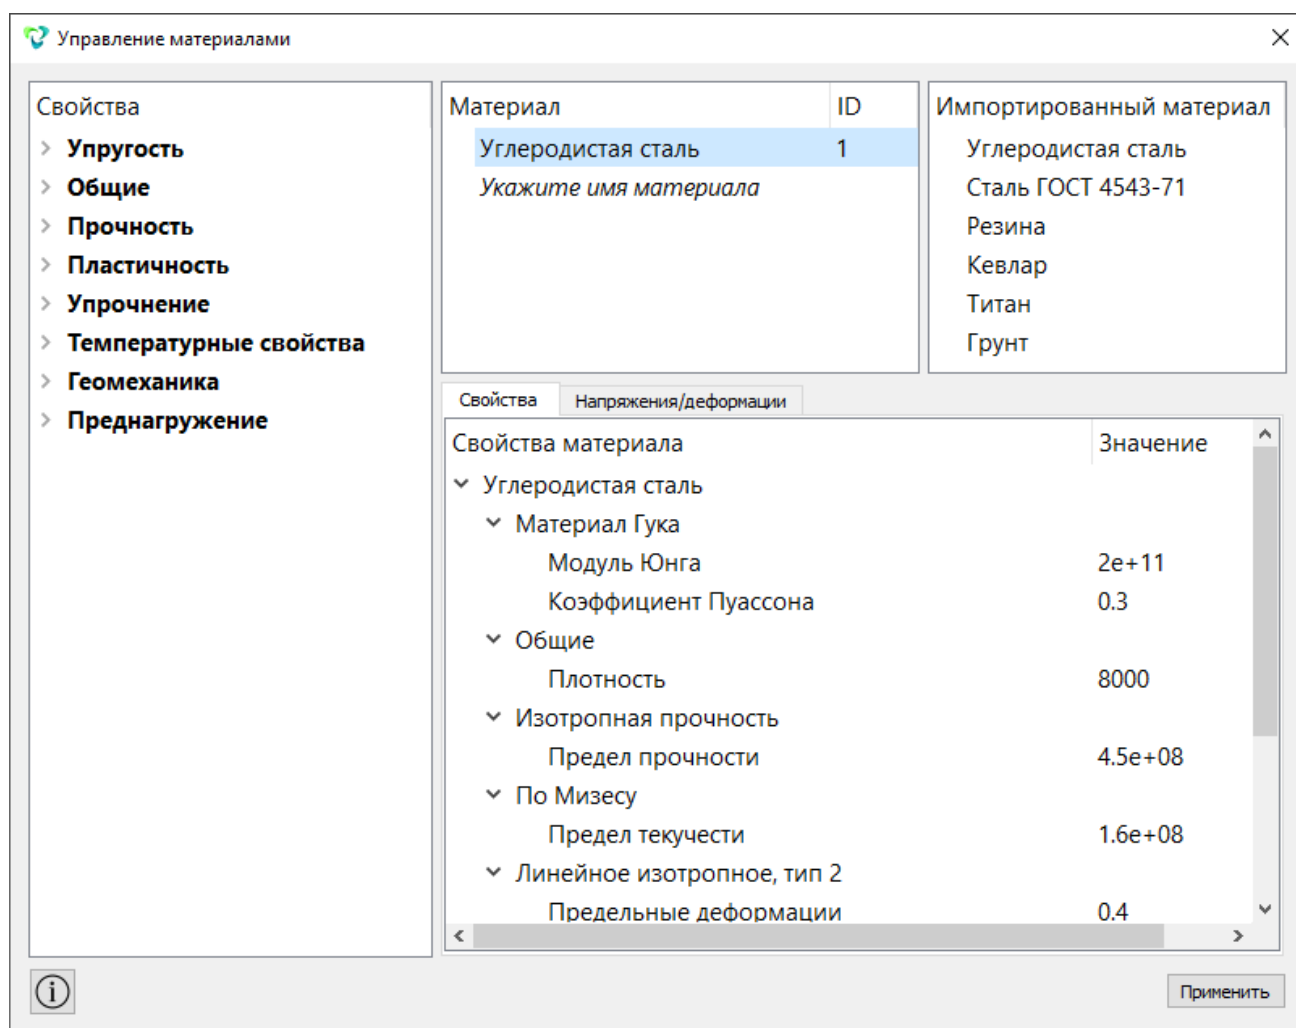 Управление материалами
Свойства
Упругость
Общие
Прочность
Пластичность
Упрочнение
Температурные свойства
Геомеханика
Преднагружение
Материал ID
Углеродистая сталь 1
Укажите имя материала
Импортированный материал
Углеродистая сталь
Сталь ГОСТ 4543-71
Резина
Кевлар
Титан
Грунт
Свойства Напряжения/деформации
Свойства материала Значение
Углеродистая сталь
Материал Гука
Модуль Юнга 2e+11
Коэффициент Пуассона 0.3
Общие
Плотность 8000
Изотропная прочность
Предел прочности 4.5e+08
По Мизесу
Предел текучести 1.6e+08
Линейное изотропное, тип 2
Предельные деформации 0.4
Применить